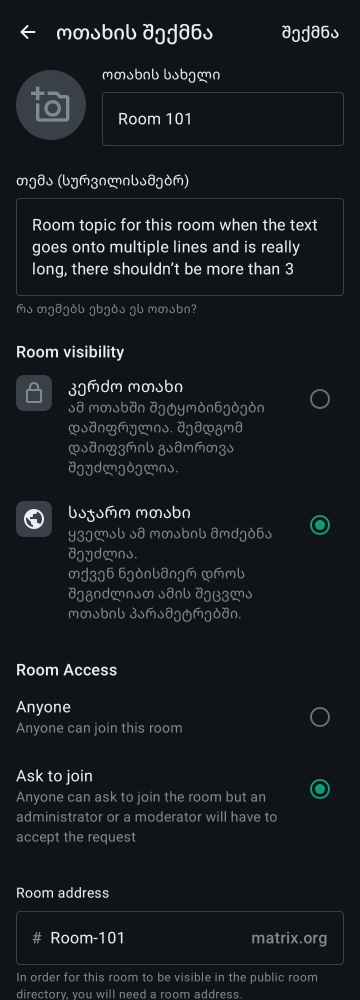 ოთახის შექმნა
შექმნა
ოთახის სახელი
Room 101
თემა (სურვილისამებრ)
Room topic for this room when the text
goes onto multiple lines and is really
long, there shouldn’t be more than 3
რა თემებს ეხება ეს ოთახი?
Room visibility
კერძო ოთახი
ამ ოთახში შეტყობინებები
დაშიფრულია. შემდგომ
დაშიფვრის გამორთვა
შეუძლებელია.
საჯარო ოთახი
ყველას ამ ოთახის მოძებნა
შეუძლია.
თქვენ ნებისმიერ დროს
შეგიძლიათ ამის შეცვლა
ოთახის პარამეტრებში.
Room Access
Anyone
Anyone can join this room
Ask to join
Anyone can ask to join the room but an
administrator or a moderator will have to
accept the request
Room address
# Room-101 matrix.org
In order for this room to be visible in the public room
directory, you will need a room address.